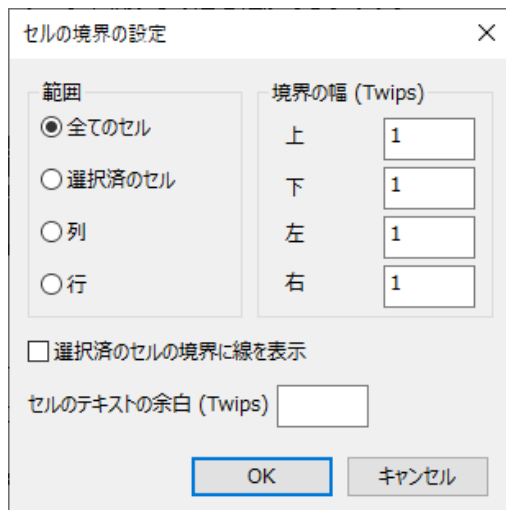 セルの境界の設定
範囲
全てのセル
選択済のセル
列
行
境界の幅 (Twips)
上 1
下 1
左 1
右 1
選択済のセルの境界に線を表示
セルのテキストの余白 (Twips)
OK キャンセル